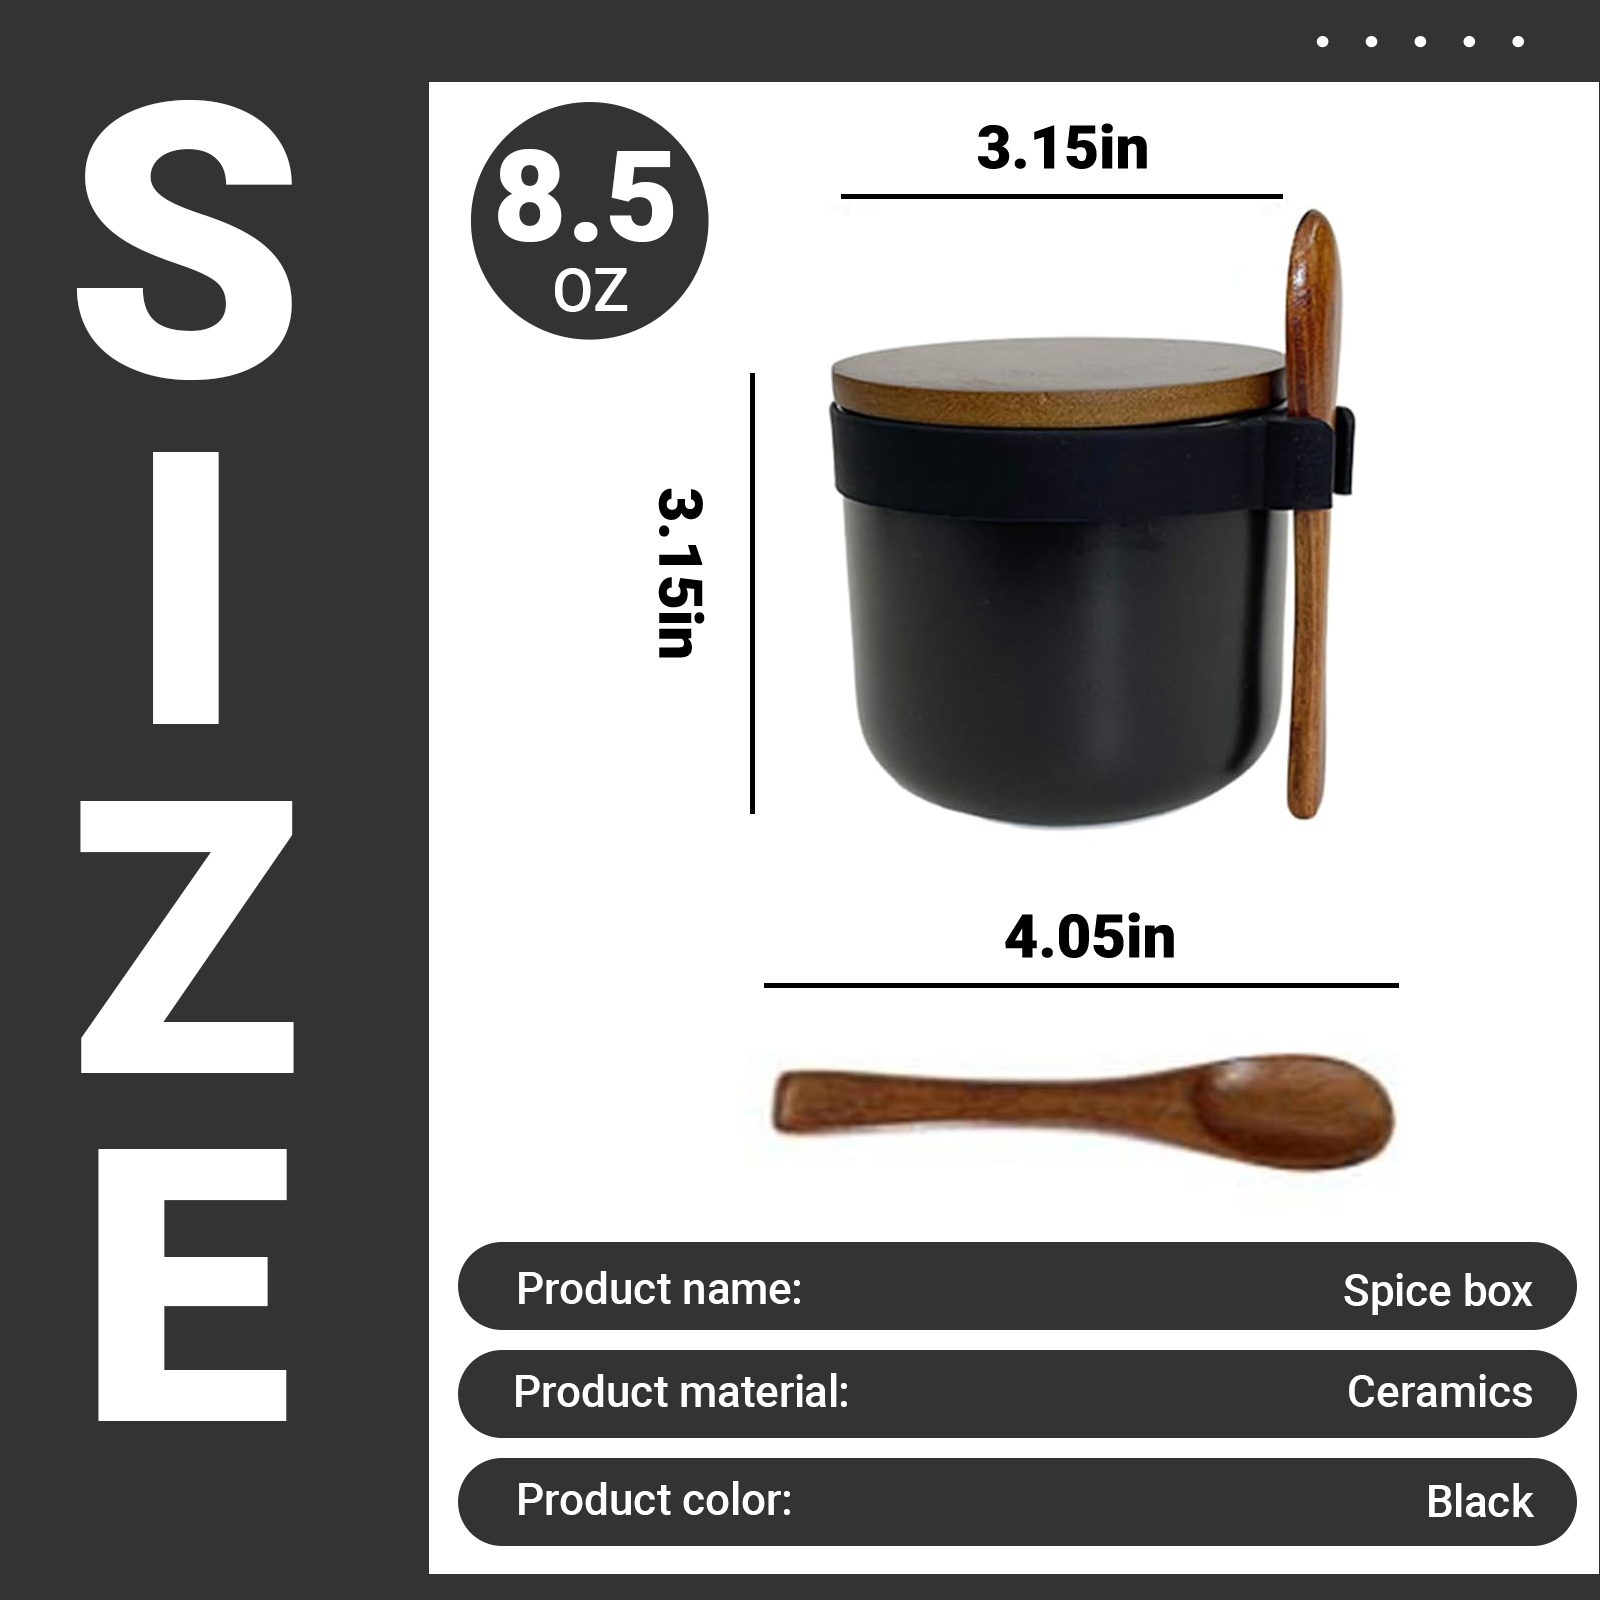 SIZE
8.5
OZ
3.15in
3.15in
4.05in
Product name: Spice box
Product material: Ceramics
Product color: Black